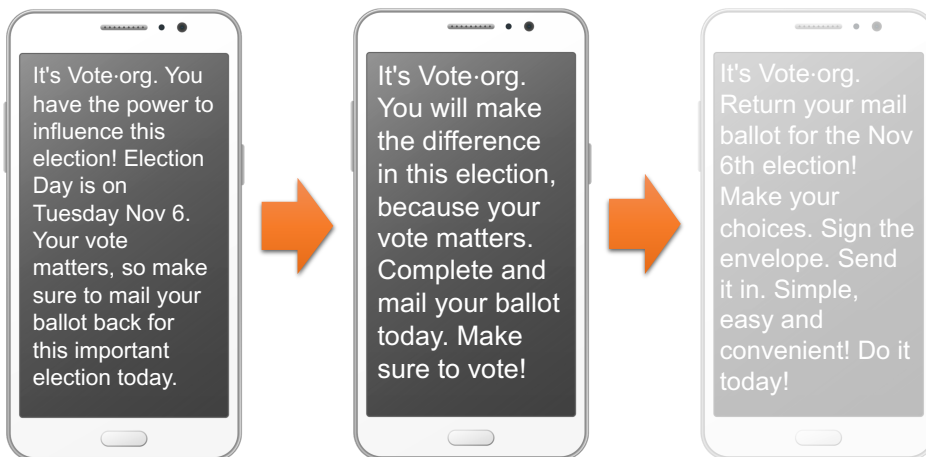 It's Vote·org. You
have the power to
influence this
election! Election
Day is on
Tuesday Nov 6.
Your vote
matters, so make
sure to mail your
ballot back for
this important
election today.
It's Vote·org.
You will make
the difference
in this election,
because your
vote matters.
Complete and
mail your ballot
today. Make
sure to vote!
It's Vote·org.
Return your mail
ballot for the Nov
6th election!
Make your
choices. Sign the
envelope. Send
it in. Simple,
easy and
convenient! Do it
today!